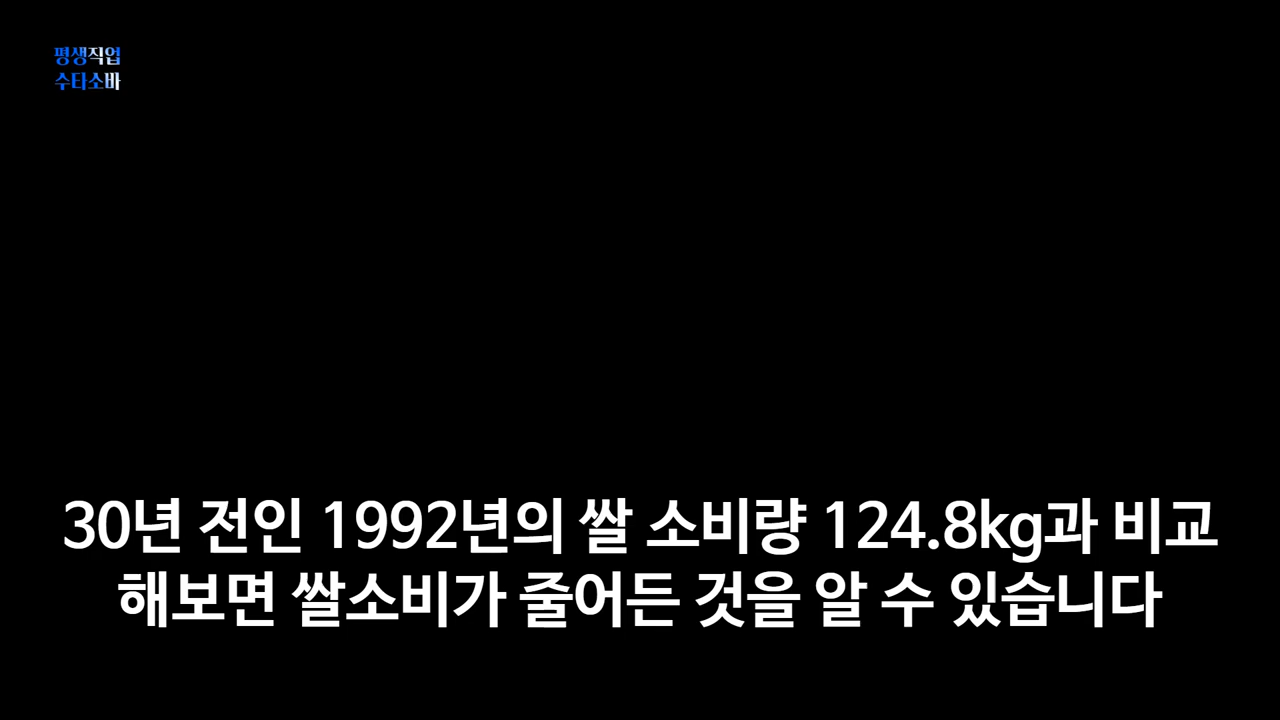 평생직업
수타소바
30년 전인 1992년의 쌀 소비량 124.8kg과 비교
해보면 쌀소비가 줄어든 것을 알 수 있습니다